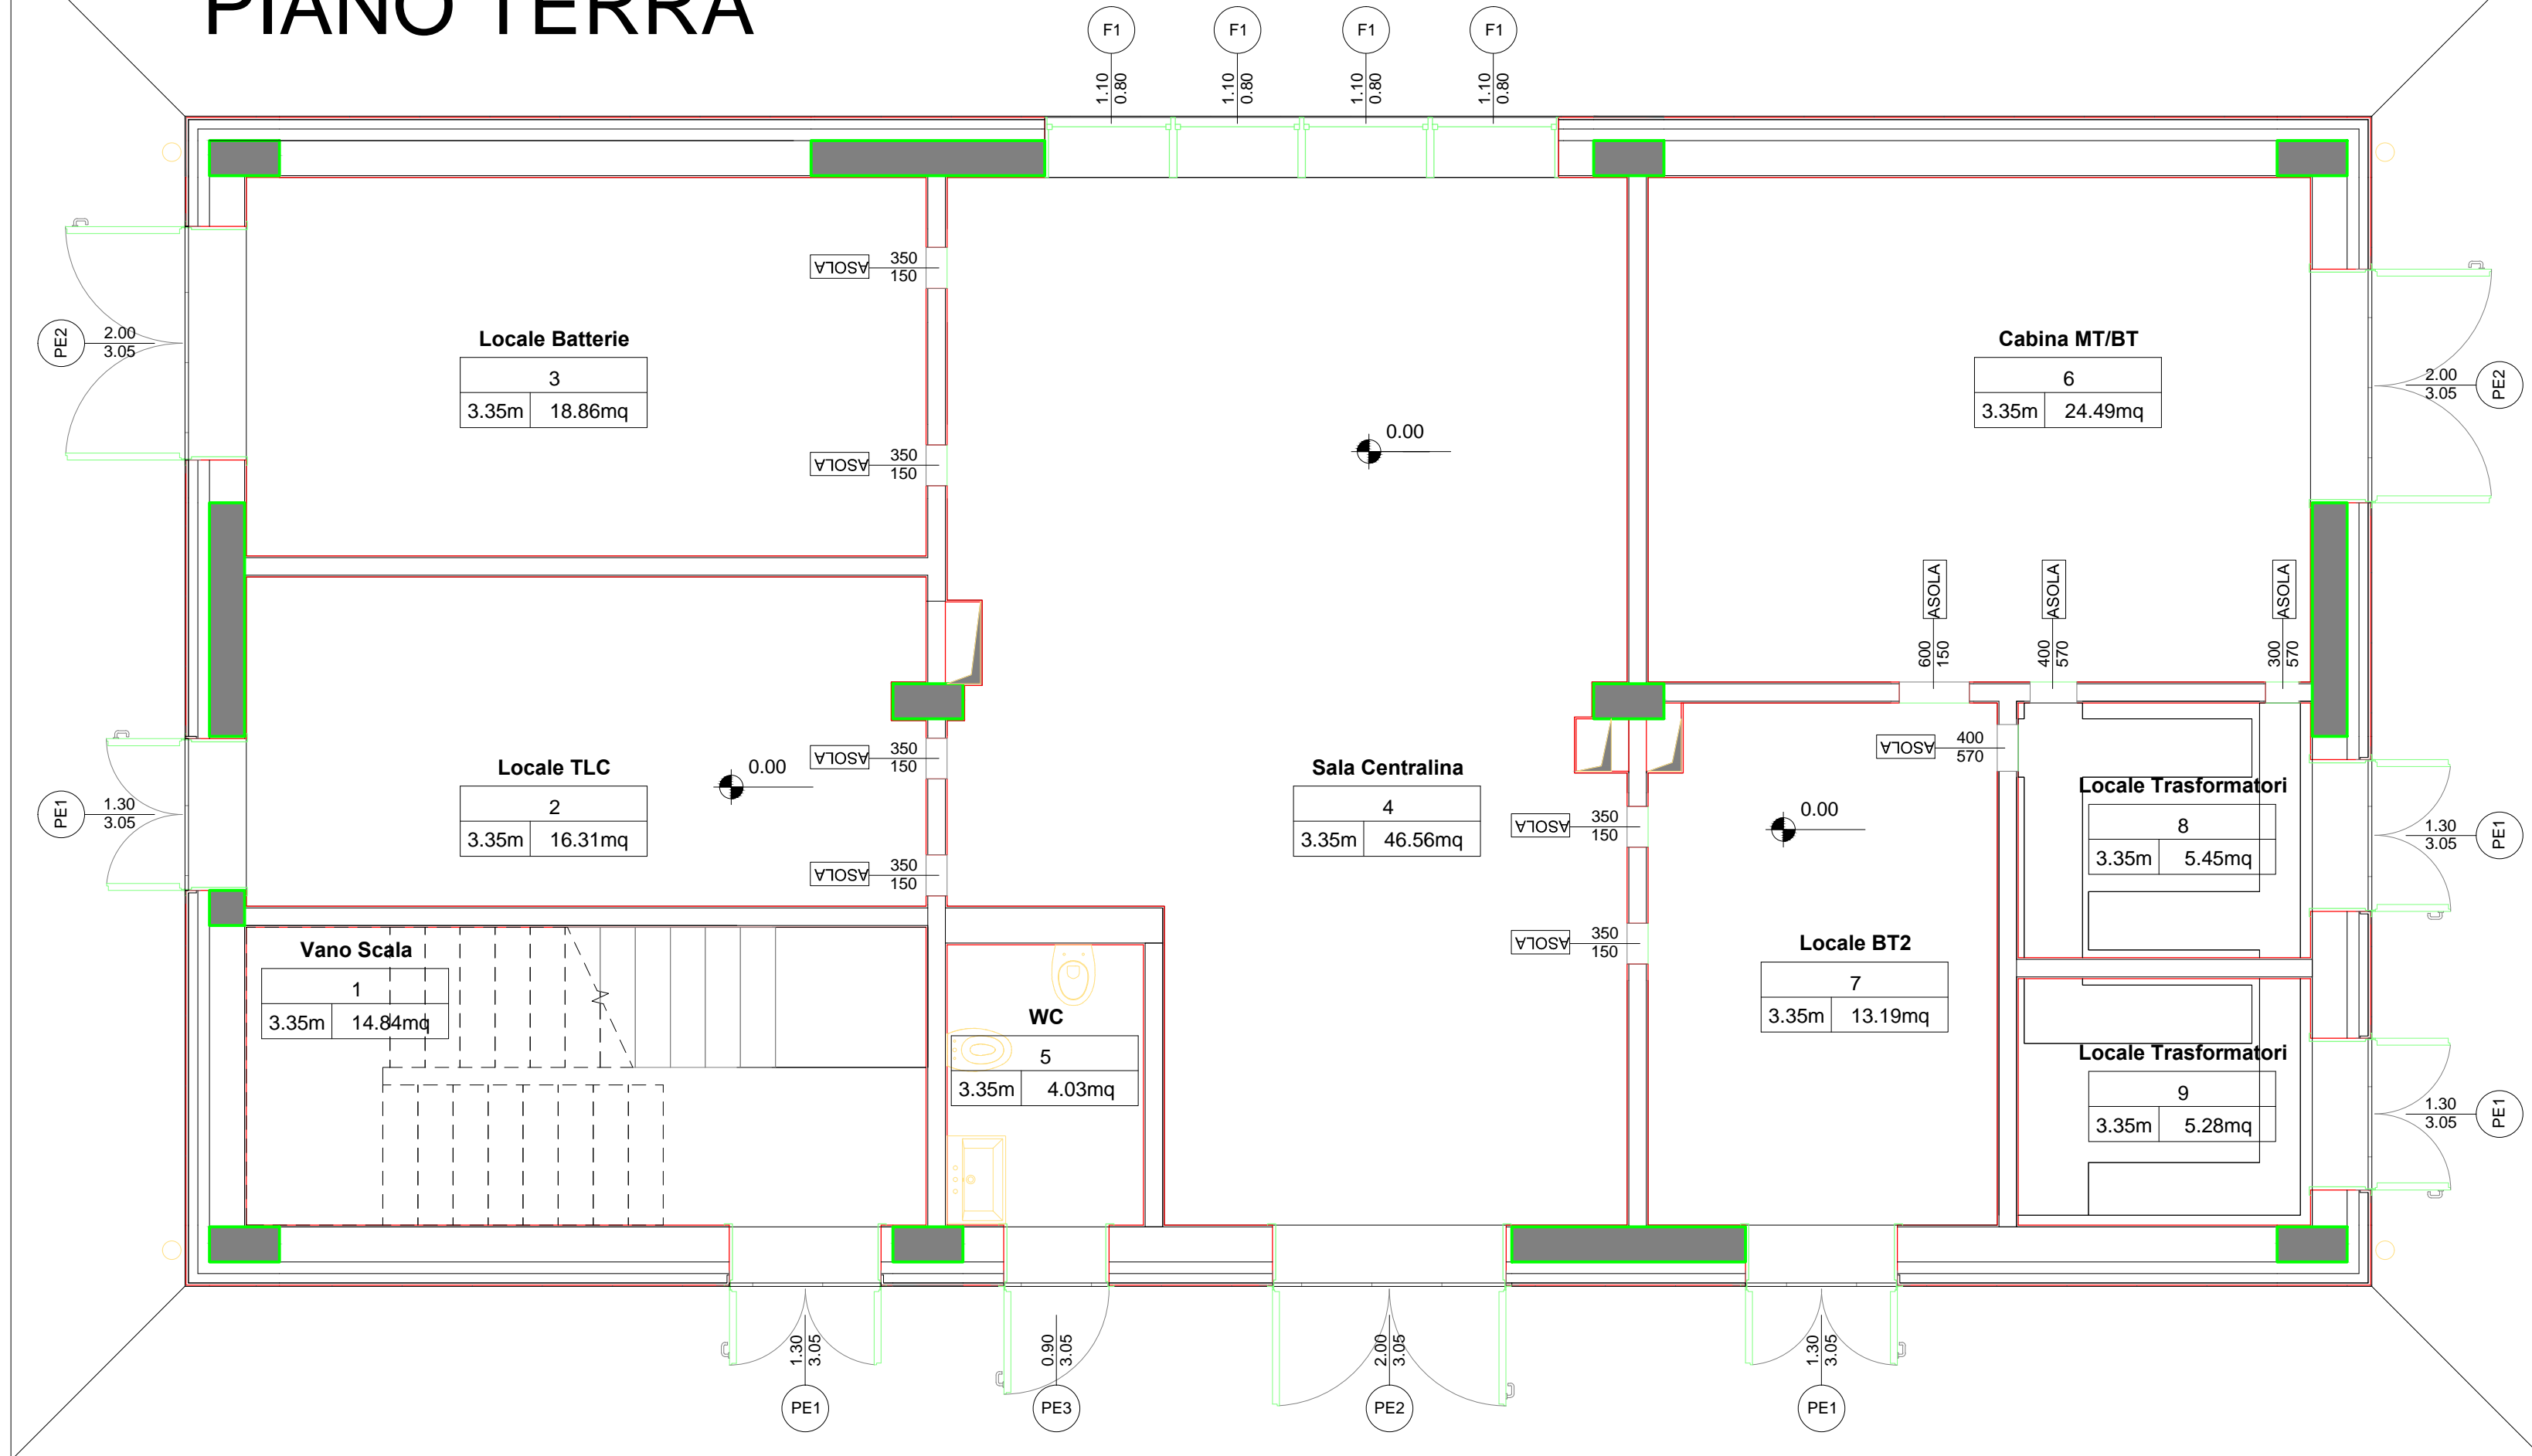 PIANO TERRA
F1
F1
F1
F1
1.10
0.80
1.10
0.80
1.10
0.80
1.10
0.80
ASOLA
350
150
PE2
2.00
3.05
Locale Batterie
3
3.35m
18.86mq
ASOLA
350
150
0.00
Cabina MT/BT
6
3.35m
24.49mq
2.00
3.05
PE2
ASOLA
600
150
ASOLA
400
570
ASOLA
300
570
PE1
1.30
3.05
Locale TLC
2
3.35m
16.31mq
0.00
ASOLA
350
150
ASOLA
350
150
Sala Centralina
4
3.35m
46.56mq
ASOLA
350
150
ASOLA
350
150
ASOLA
400
570
0.00
Locale Trasformatori
8
3.35m
5.45mq
1.30
3.05
PE1
Vano Scala
1
3.35m
14.84mq
WC
5
3.35m
4.03mq
Locale BT2
7
3.35m
13.19mq
Locale Trasformatori
9
3.35m
5.28mq
1.30
3.05
PE1
1.30
3.05
PE1
0.90
3.05
PE3
2.00
3.05
PE2
1.30
3.05
PE1